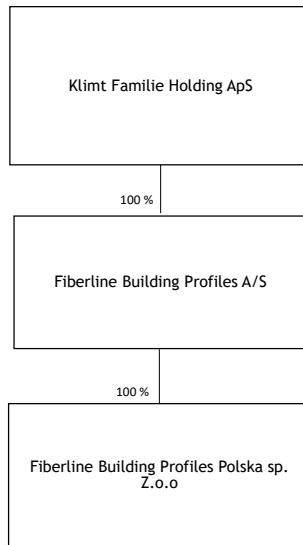 Klimt Familie Holding ApS
100 %
Fiberline Building Profiles A/S
100 %
Fiberline Building Profiles Polska sp.
Z.o.o